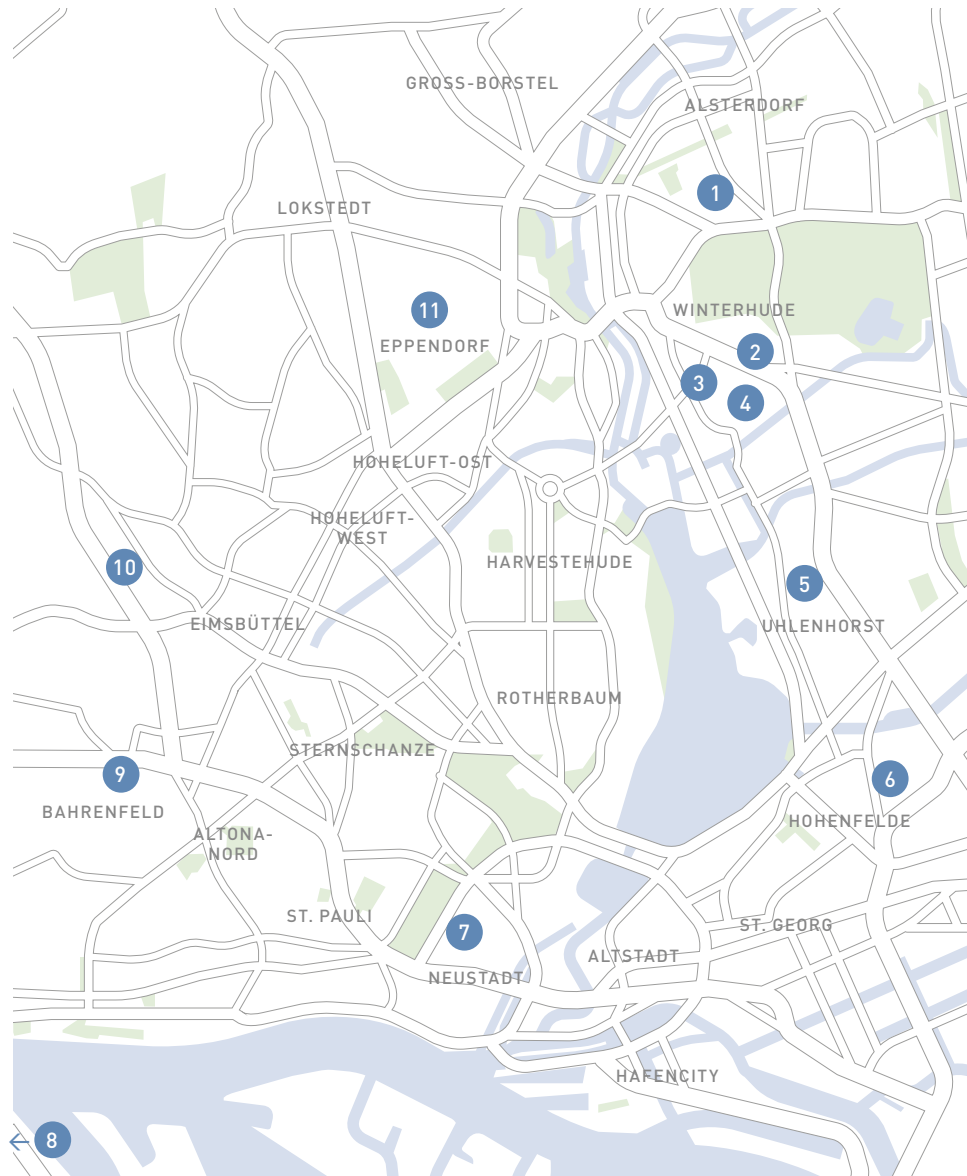 GROSS-BORSTEL
ALSTERDORF
1
LOKSTEDT
11
WINTERHUDE
EPPENDORF
2
3
4
HOHELUFT-OST
HOHELUFT-
WEST
HARVESTEHUDE
10
5
EIMSBÜTTEL
UHLENHORST
ROTHERBAUM
STERNSCHANZE
9
6
BAHRENFELD
HOHENFELDE
ALTONA-
NORD
ST. PAULI
7
ST. GEORG
ALTSTADT
NEUSTADT
HAFENCITY
← 8